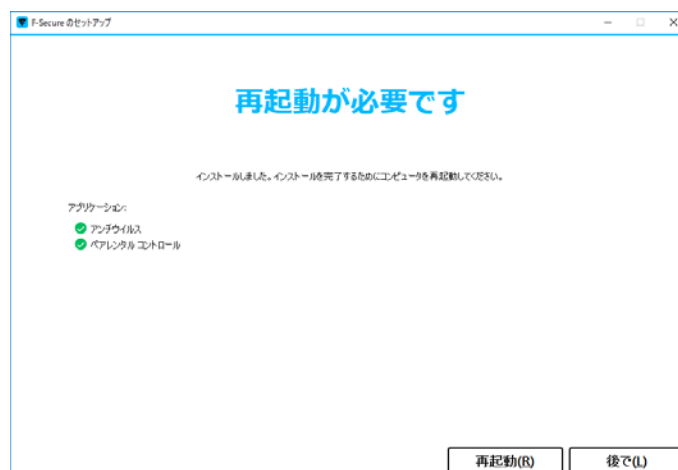 F-Secure のセットアップ
再起動が必要です
インストールしました。インストールを完了するためにコンピュータを再起動してください。
アプリケーション:
アンチウイルス
ペアレンタル コントロール
再起動(R)
後で(L)